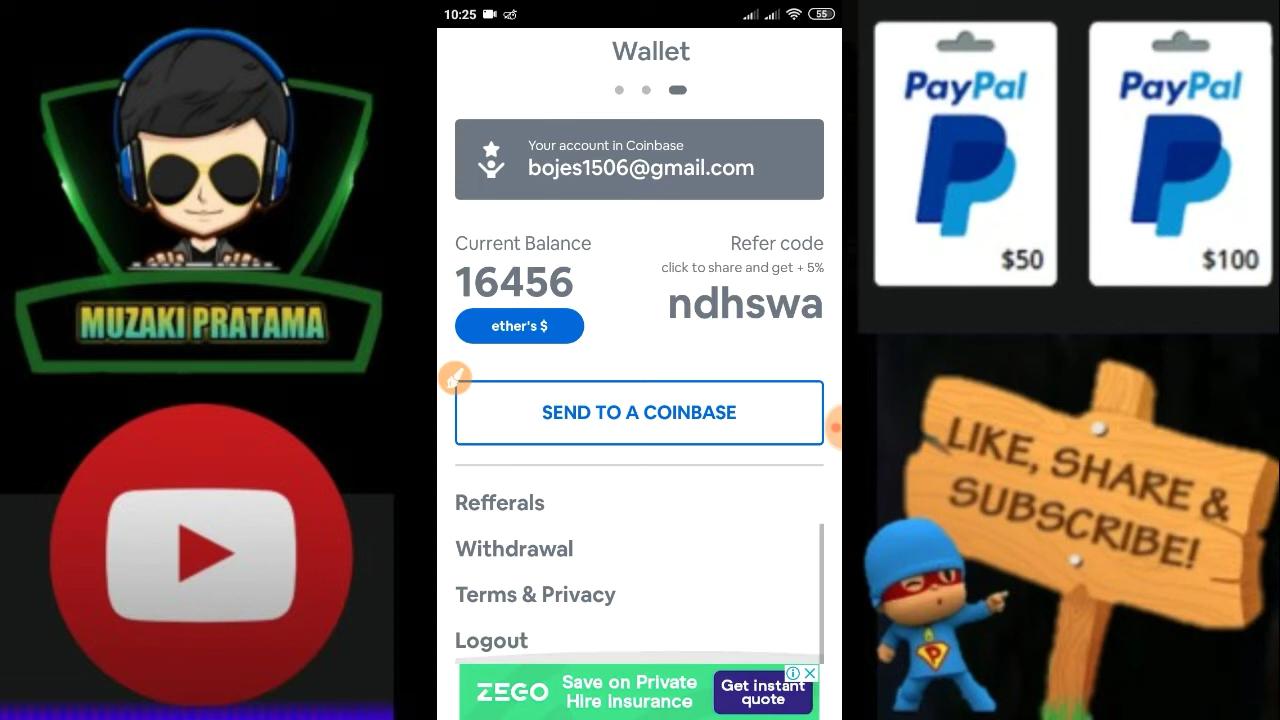 MUZAKI PRATAMA
10:25
55
Wallet
Your account in Coinbase
bojes1506@gmail.com
Current Balance
16456
ether's $
Refer code
click to share and get + 5%
ndhswa
SEND TO A COINBASE
Refferals
Withdrawal
Terms & Privacy
Logout
ZEGO
Save on Private
Hire Insurance
Get instant
quote
PayPal
$50
PayPal
$100
LIKE, SHARE &
SUBSCRIBE!
P